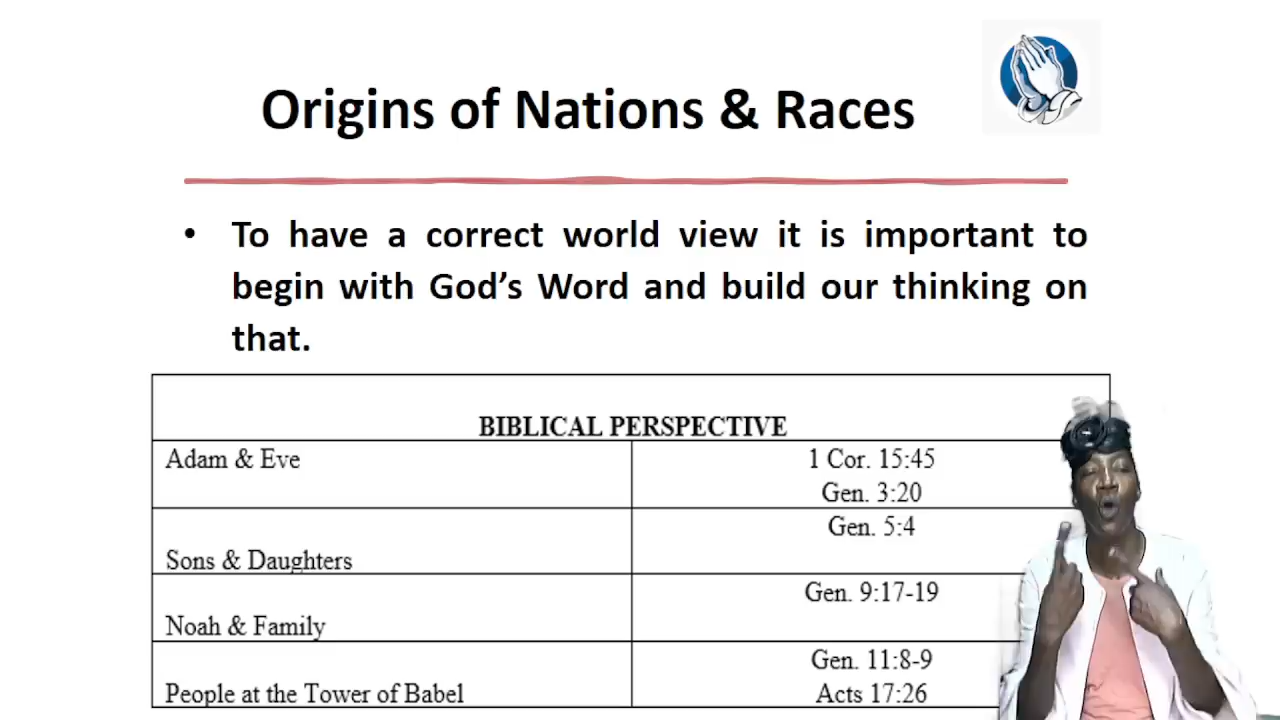 Origins of Nations & Races
• To have a correct world view it is important to
begin with God's Word and build our thinking on
that.
BIBLICAL PERSPECTIVE
Adam & Eve
1 Cor. 15:45
Gen. 3:20
Sons & Daughters
Gen. 5:4
Noah & Family
Gen. 9:17-19
People at the Tower of Babel
Gen. 11:8-9
Acts 17:26